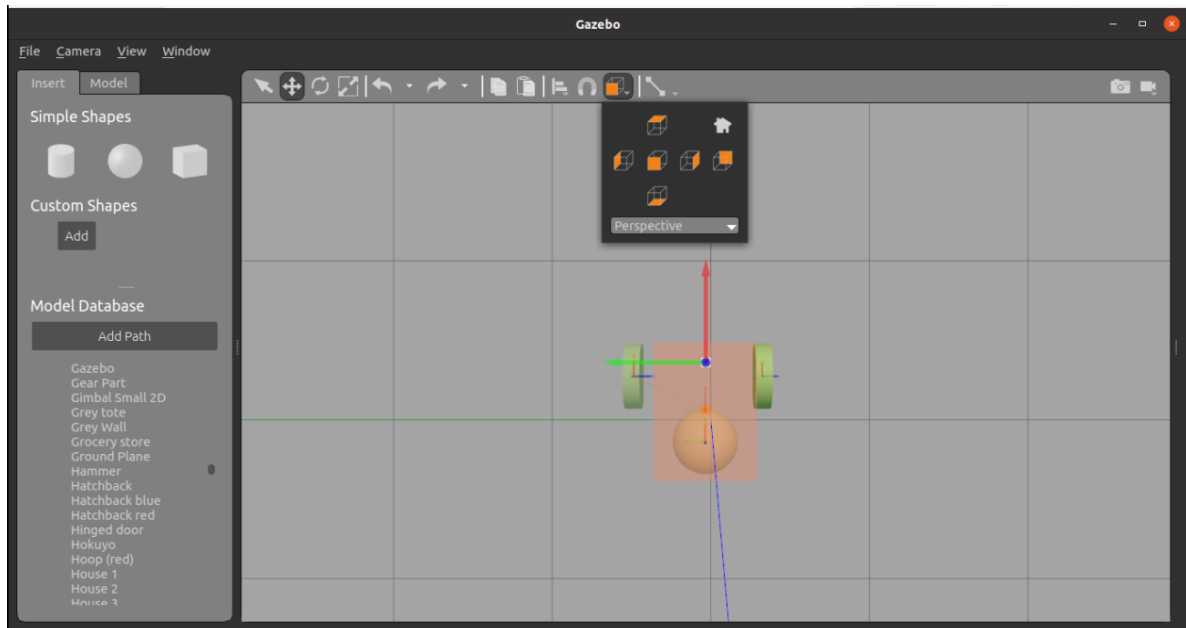 Gazebo
File Camera View Window
Insert Model
Simple Shapes
Custom Shapes
Add
Model Database
Add Path
Gazebo
Gear Part
Gimbal Small 2D
Grey tote
Grey Wall
Grocery store
Ground Plane
Hammer
Hatchback
Hatchback blue
Hatchback red
Hinged door
Hokuyo
Hoop (red)
House 1
House 2
House 3
Perspective